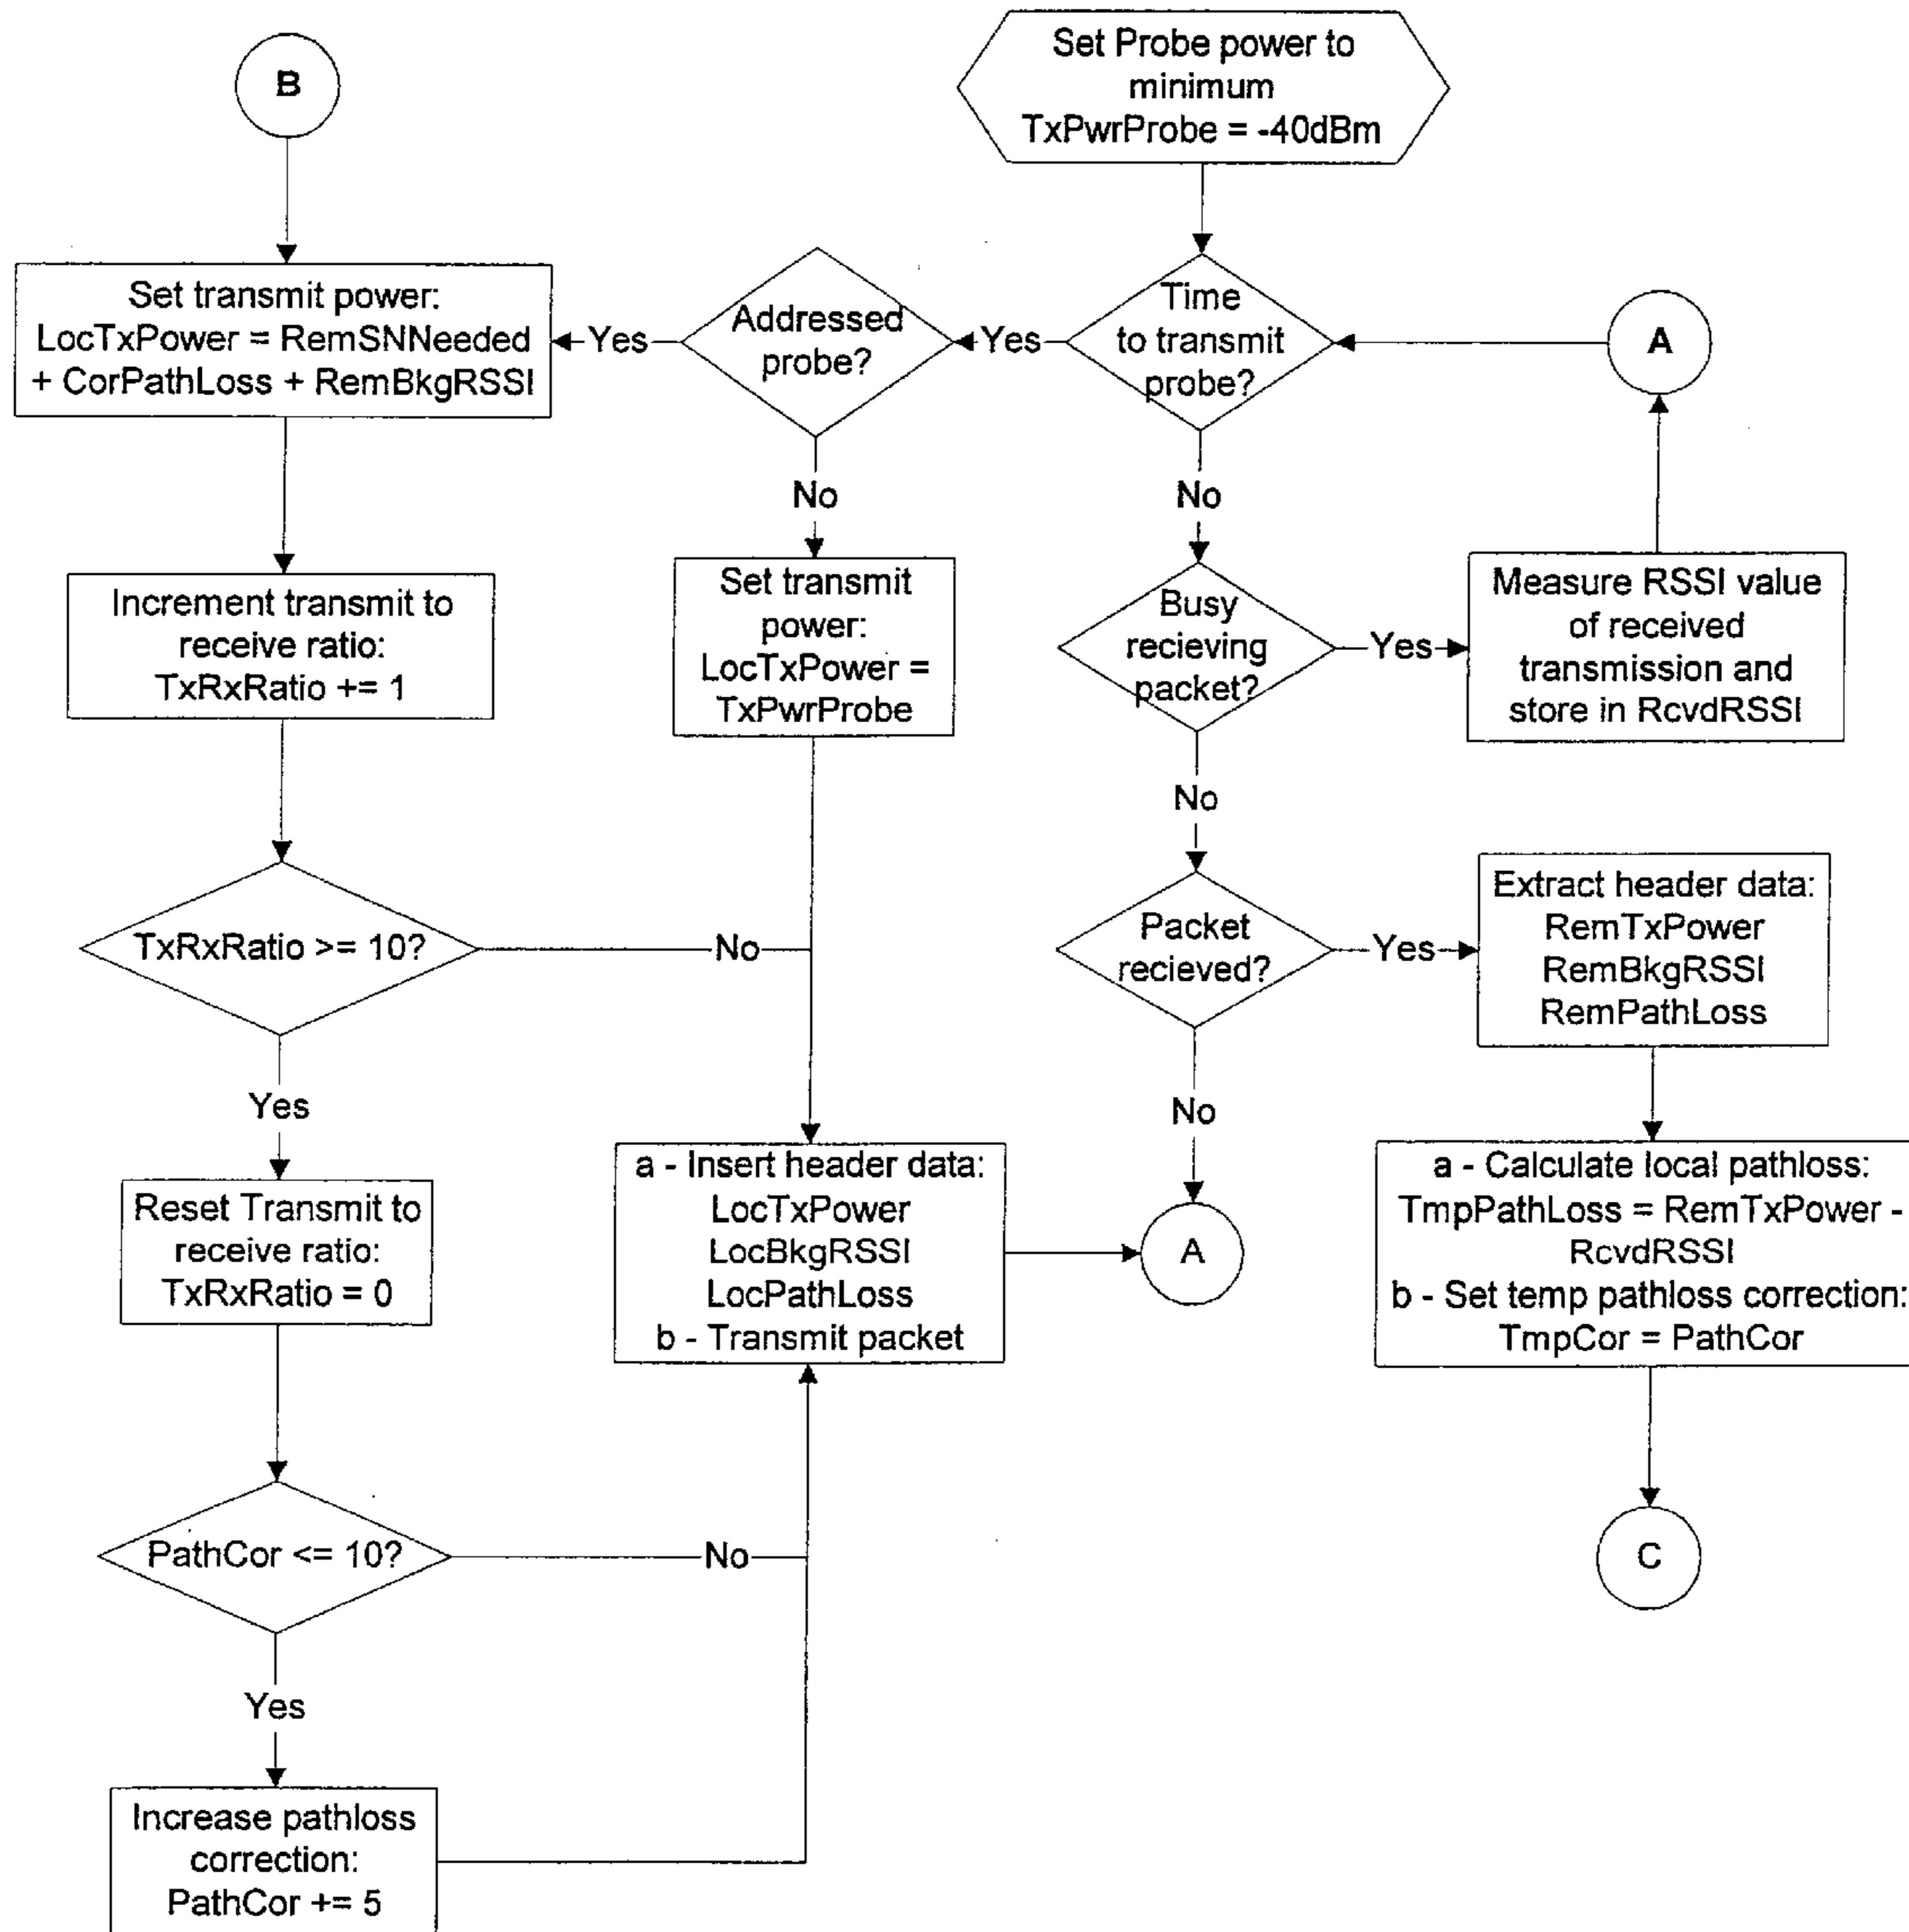 B
Set Probe power to
minimum
TxPwrProbe = -40dBm
Set transmit power:
LocTxPower = RemSNNeeded
+ CorPathLoss + RemBkgRSSI
Yes
Addressed
probe?
Yes
Time
to transmit
probe?
A
No
No
Increment transmit to
receive ratio:
TxRxRatio += 1
Set transmit
power:
LocTxPower =
TxPwrProbe
Busy
recieving
packet?
Yes
Measure RSSI value
of received
transmission and
store in RcvdRSSI
No
TxRxRatio >= 10?
No
Packet
recieved?
Yes
Extract header data:
RemTxPower
RemBkgRSSI
RemPathLoss
Yes
No
Reset Transmit to
receive ratio:
TxRxRatio = 0
a - Insert header data:
LocTxPower
LocBkgRSSI
LocPathLoss
b - Transmit packet
A
a - Calculate local pathloss:
TmpPathLoss = RemTxPower -
RcvdRSSI
b - Set temp pathloss correction:
TmpCor = PathCor
PathCor <= 10?
No
C
Yes
Increase pathloss
correction:
PathCor += 5